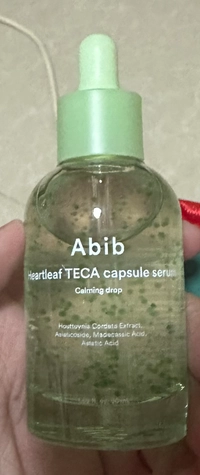 Abib
Heartleaf TECA capsule serum
Calming drop
Houttuynia Cordata Extract,
Asiaticoside, Madecassic Acid,
Asiatic Acid